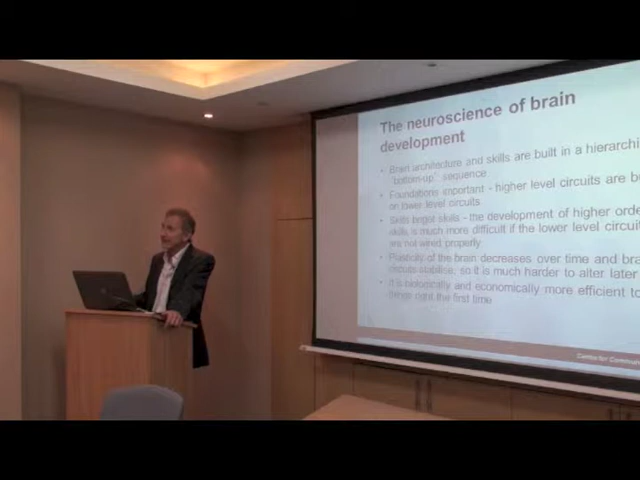 The neuroscience of brain
development
• Brain architecture and skills are built in a hierarchi
'bottom-up' sequence
• Foundations important - higher level circuits are bu
on lower level circuits
• Skills beget skills - the development of higher orde
skills is much more difficult if the lower level circuit
are not wired properly
• Plasticity of the brain decreases over time and bra
circuits stabilise, so it is much harder to alter later
• It is biologically and economically more efficient to
things right the first time
Centre for Commun